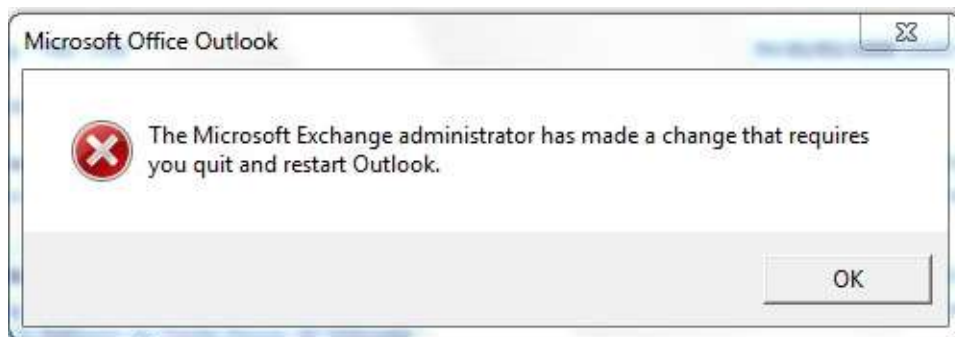 Microsoft Office Outlook
The Microsoft Exchange administrator has made a change that requires
you quit and restart Outlook.
OK